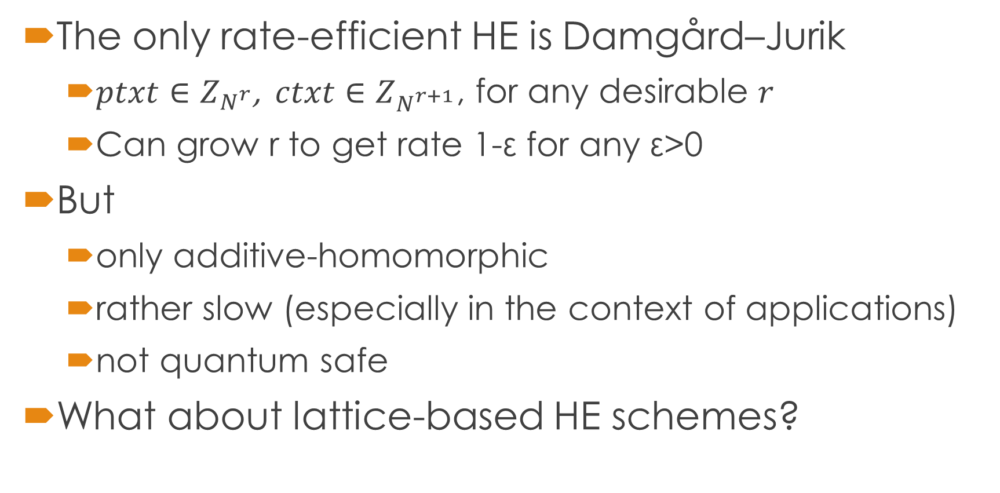 The only rate-efficient HE is Damgård–Jurik
ptxt ∈ Z_{N^r}, ctxt ∈ Z_{N^{r+1}}, for any desirable r
Can grow r to get rate 1-ε for any ε>0
But
only additive-homomorphic
rather slow (especially in the context of applications)
not quantum safe
What about lattice-based HE schemes?